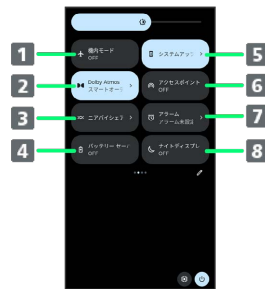 1
機内モード
OFF
2
Dolby Atmos
スマートオー
3
ニアバイシェア
4
バッテリー セー
OFF
5
システムアッ
6
アクセスポイント
OFF
7
アラーム
アラーム未設定
8
ナイトディスプレ
OFF